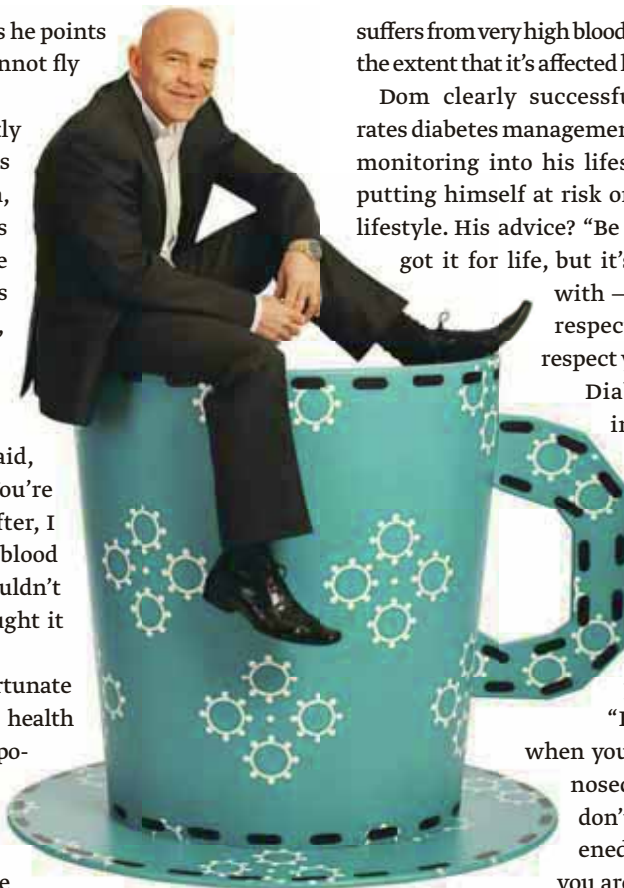 s he points
nnot fly
tly
s
,
s
e
s
,
aid,
ou're
fter, I
blood
uldn't
ught it
rtunate
health
po-
e
suffers from very high blood
the extent that it's affected
Dom clearly successfu
rates diabetes managemen
monitoring into his lifes
putting himself at risk or
lifestyle. His advice? “Be
got it for life, but it's
with –
respec
respect
Dia
in
“I
when you
nosed
don't
ened
you are